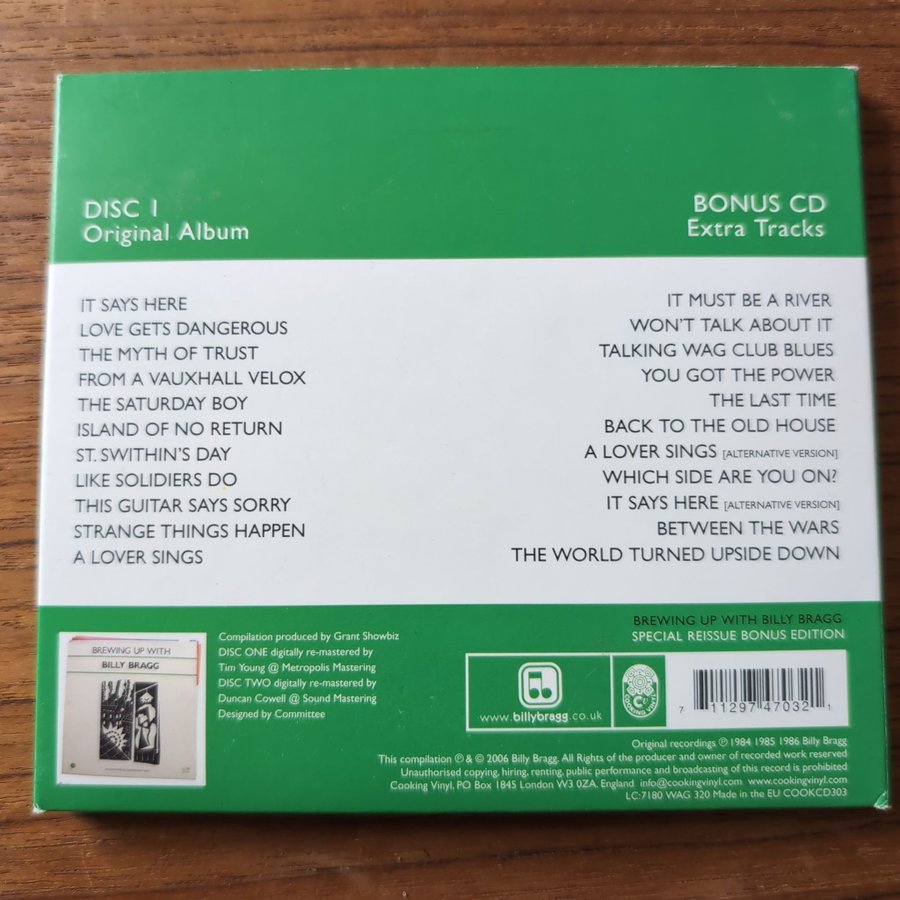 DISC 1
Original Album
BONUS CD
Extra Tracks
IT SAYS HERE
LOVE GETS DANGEROUS
THE MYTH OF TRUST
FROM A VAUXHALL VELOX
THE SATURDAY BOY
ISLAND OF NO RETURN
ST. SWITHIN'S DAY
LIKE SOLIDIERS DO
THIS GUITAR SAYS SORRY
STRANGE THINGS HAPPEN
A LOVER SINGS
IT MUST BE A RIVER
WON'T TALK ABOUT IT
TALKING WAG CLUB BLUES
YOU GOT THE POWER
THE LAST TIME
BACK TO THE OLD HOUSE
A LOVER SINGS [ALTERNATIVE VERSION]
WHICH SIDE ARE YOU ON?
IT SAYS HERE [ALTERNATIVE VERSION]
BETWEEN THE WARS
THE WORLD TURNED UPSIDE DOWN
BREWING UP WITH
BILLY BRAGG
Compilation produced by Grant Showbiz
DISC ONE digitally re-mastered by
Tim Young @ Metropolis Mastering
DISC TWO digitally re-mastered by
Duncan Cowell @ Sound Mastering
Designed by Committee
BREWING UP WITH BILLY BRAGG
SPECIAL REISSUE BONUS EDITION
www.billybragg.co.uk
COOKING VINYL
7 11297 47032 1
Original recordings ℗ 1984 1985 1986 Billy Bragg
This compilation ℗ & © 2006 Billy Bragg. All Rights of the producer and owner of recorded work reserved
Unauthorised copying, hiring, renting, public performance and broadcasting of this record is prohibited
Cooking Vinyl, PO Box 1845 London W3 0ZA, England info@cookingvinyl.com www.cookingvinyl.com
LC:7180 WAG 320 Made in the EU COOKCD303